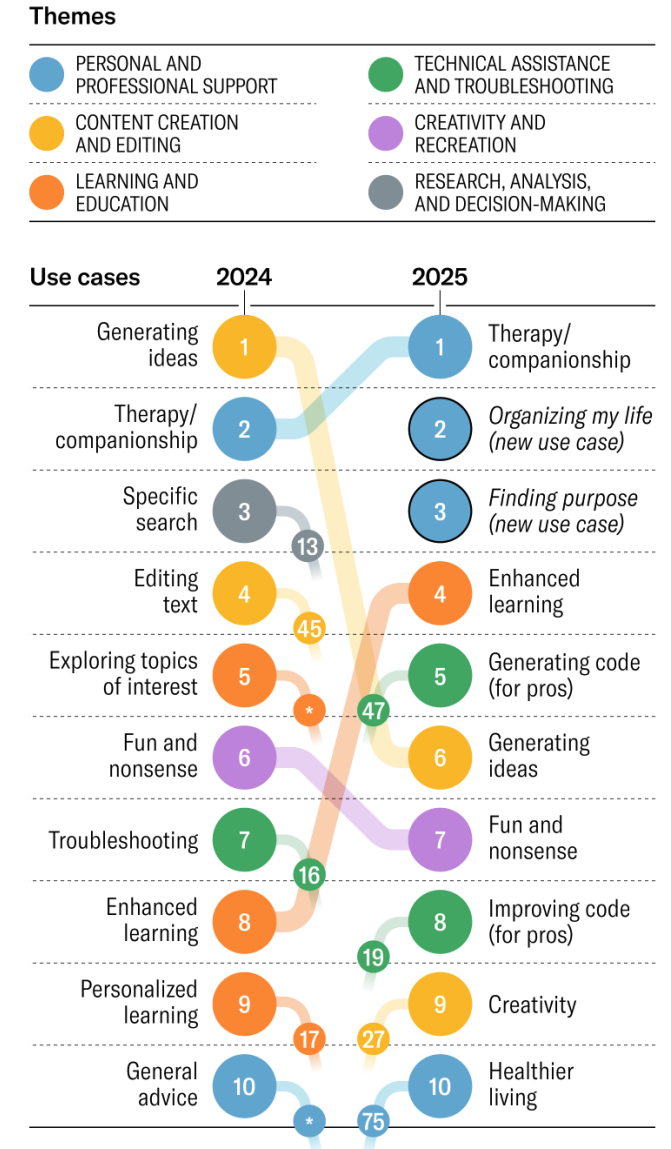 Themes
PERSONAL AND
PROFESSIONAL SUPPORT
TECHNICAL ASSISTANCE
AND TROUBLESHOOTING
CONTENT CREATION
AND EDITING
CREATIVITY AND
RECREATION
LEARNING AND
EDUCATION
RESEARCH, ANALYSIS,
AND DECISION-MAKING
Use cases 2024 2025
Generating
ideas
1
1
Therapy/
companionship
Therapy/
companionship
2
2
Organizing my life
(new use case)
Specific
search
3
13
3
Finding purpose
(new use case)
Editing
text
4
45
4
Enhanced
learning
Exploring topics
of interest
5
*
47
5
Generating code
(for pros)
Fun and
nonsense
6
6
Generating
ideas
Troubleshooting
7
16
7
Fun and
nonsense
Enhanced
learning
8
19
8
Improving code
(for pros)
Personalized
learning
9
17
27
9
Creativity
General
advice
10
*
75
10
Healthier
living